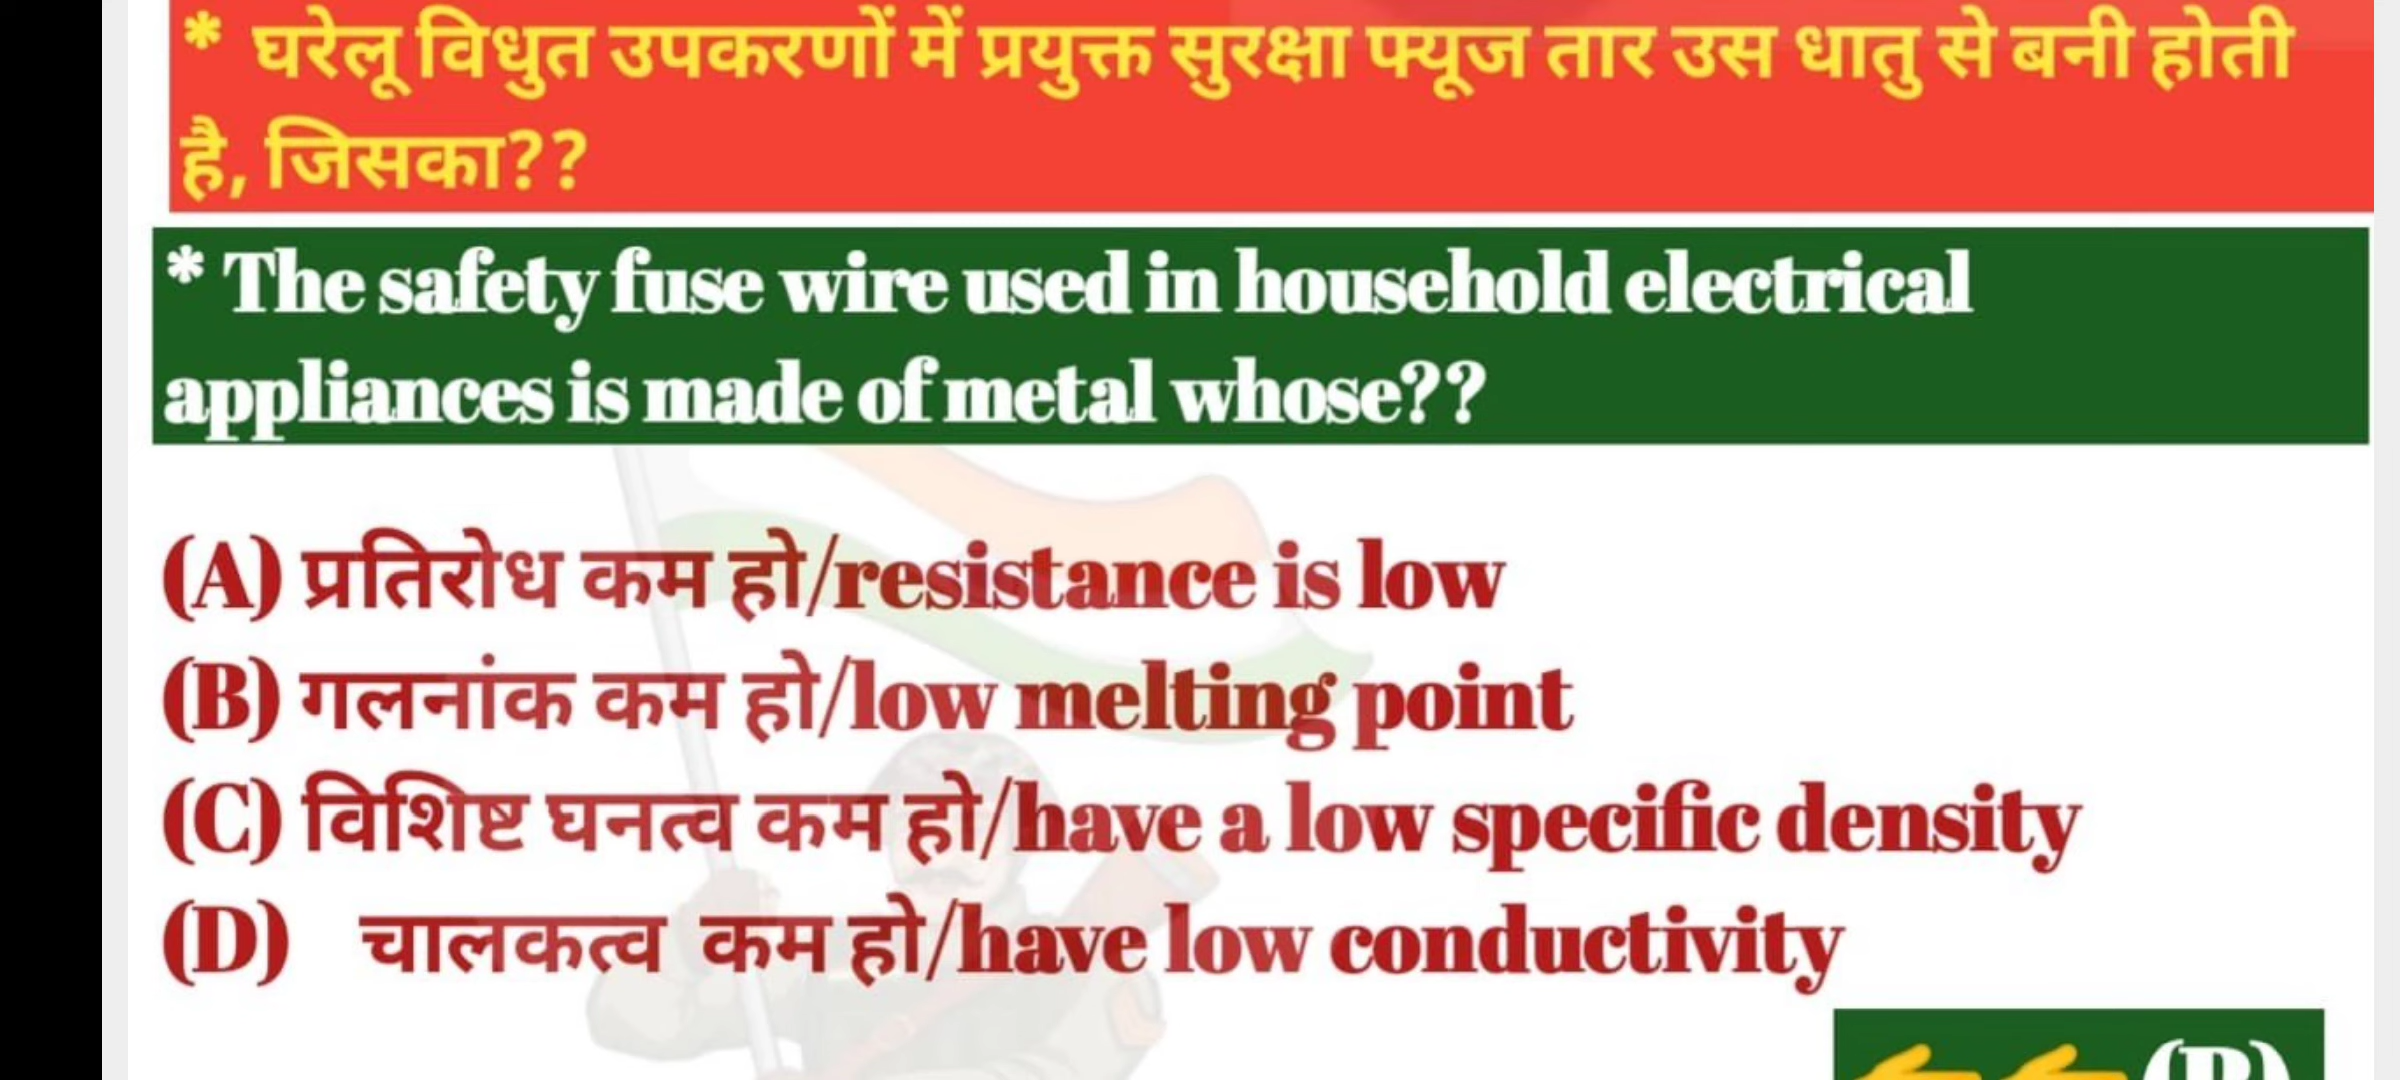 * घरेलू विधुत उपकरणों में प्रयुक्त सुरक्षा फ्यूज तार उस धातु से बनी होती
है, जिसका??
* The safety fuse wire used in household electrical
appliances is made of metal whose??
(A) प्रतिरोध कम हो/resistance is low
(B) गलनांक कम हो/low melting point
(C) विशिष्ट घनत्व कम हो/have a low specific density
(D) चालकत्व कम हो/have low conductivity